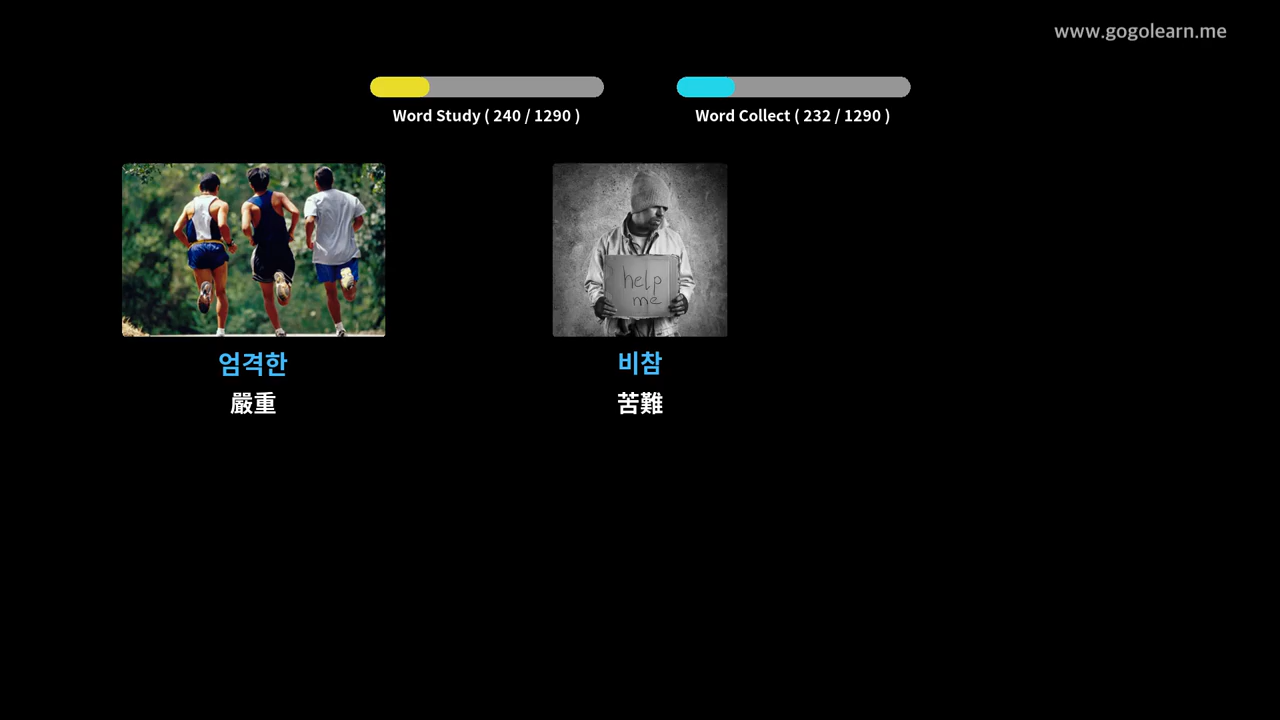 www.gogolearn.me
Word Study ( 240 / 1290 )
Word Collect ( 232 / 1290 )
help
me
엄격한
嚴重
비참
苦難